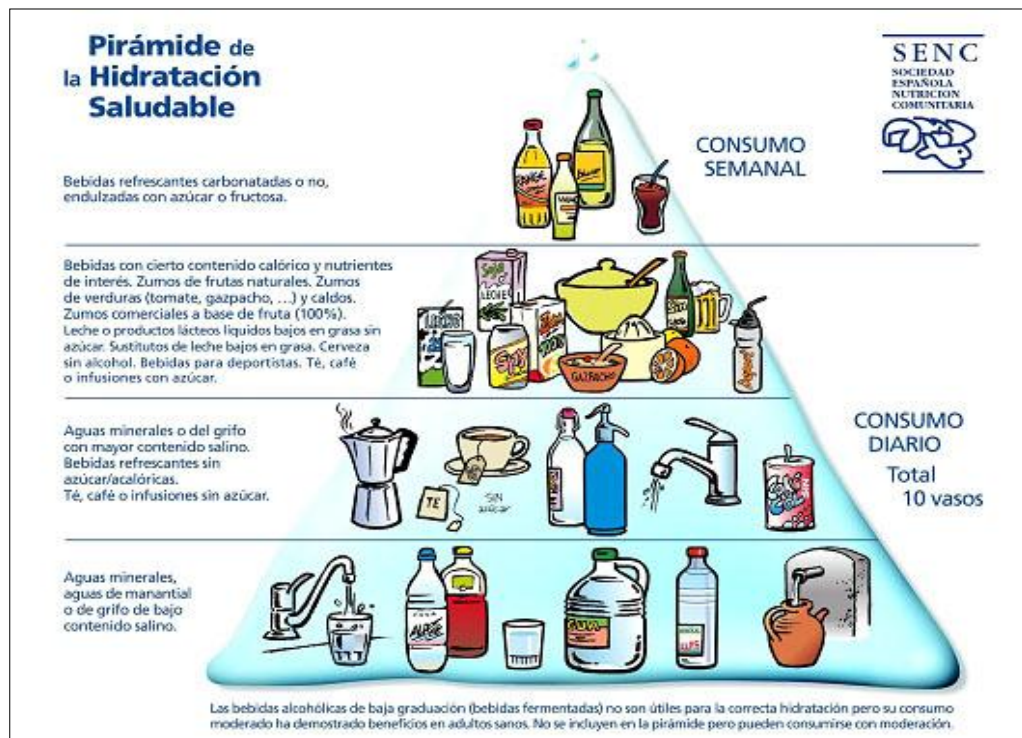 Pirámide de
la Hidratación
Saludable
SENC
SOCIEDAD
ESPAÑOLA
NUTRICION
COMUNITARIA
CONSUMO
SEMANAL
Bebidas refrescantes carbonatadas o no,
endulzadas con azúcar o fructosa.
Bebidas con cierto contenido calórico y nutrientes
de interés. Zumos de frutas naturales. Zumos
de verduras (tomate, gazpacho, ...) y caldos.
Zumos comerciales a base de fruta (100%).
Leche o productos lácteos líquidos bajos en grasa sin
azúcar. Sustitutos de leche bajos en grasa. Cerveza
sin alcohol. Bebidas para deportistas. Té, café
o infusiones con azúcar.
LECHE
LECHE
100%
GAZPACHO
CONSUMO
DIARIO
Total
10 vasos
Aguas minerales o del grifo
con mayor contenido salino.
Bebidas refrescantes sin
azúcar/acalóricas.
Té, café o infusiones sin azúcar.
TE
SIN
azúcar
Aguas minerales,
aguas de manantial
o de grifo de bajo
contenido salino.
Las bebidas alcohólicas de baja graduación (bebidas fermentadas) no son útiles para la correcta hidratación pero su consumo
moderado ha demostrado beneficios en adultos sanos. No se incluyen en la pirámide pero pueden consumirse con moderación.